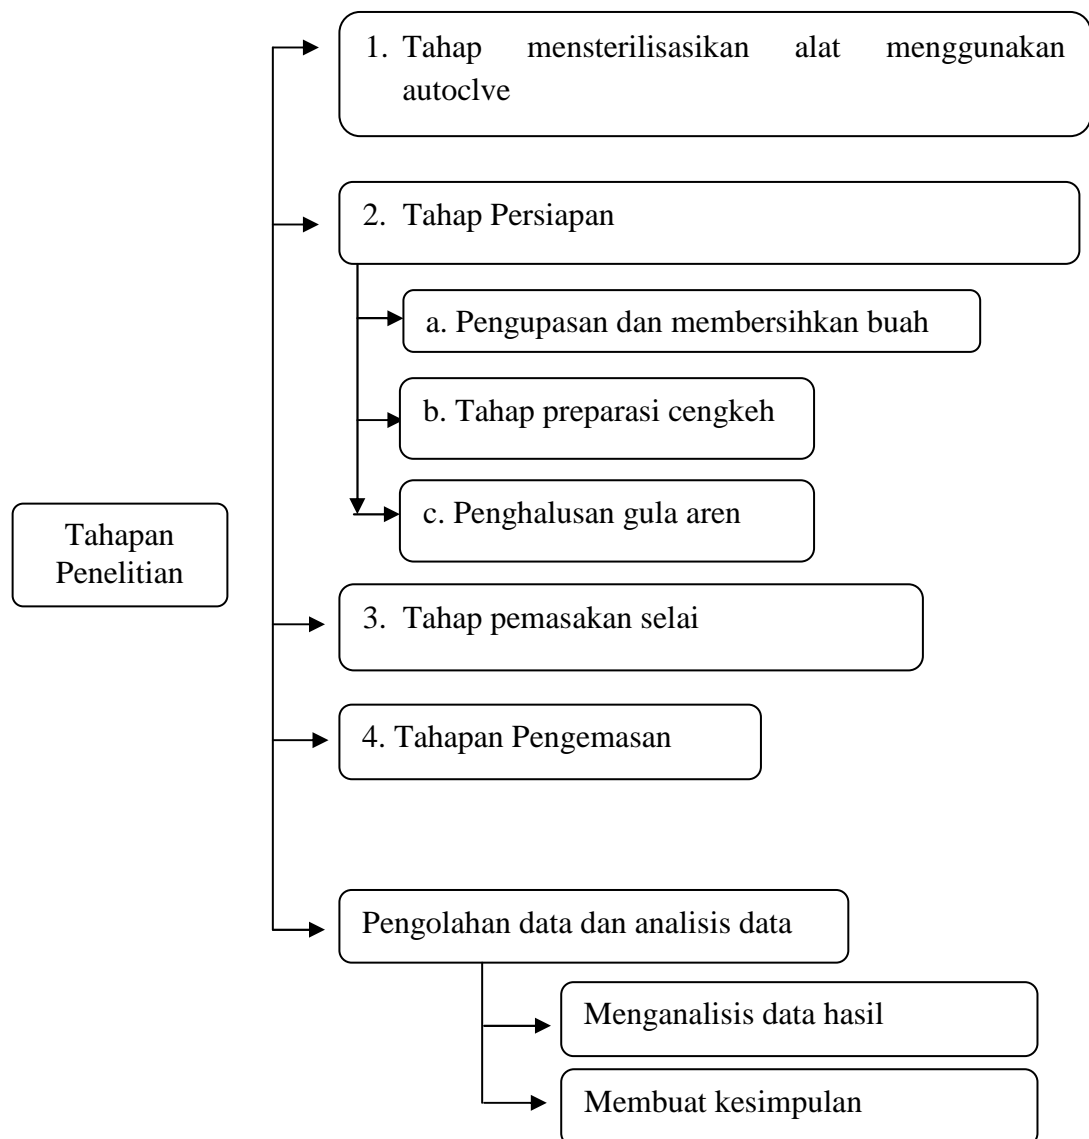 1. Tahap mensterilisasikan alat menggunakan
autoclve
2. Tahap Persiapan
a. Pengupasan dan membersihkan buah
b. Tahap preparasi cengkeh
c. Penghalusan gula aren
Tahapan
Penelitian
3. Tahap pemasakan selai
4. Tahapan Pengemasan
Pengolahan data dan analisis data
Menganalisis data hasil
Membuat kesimpulan